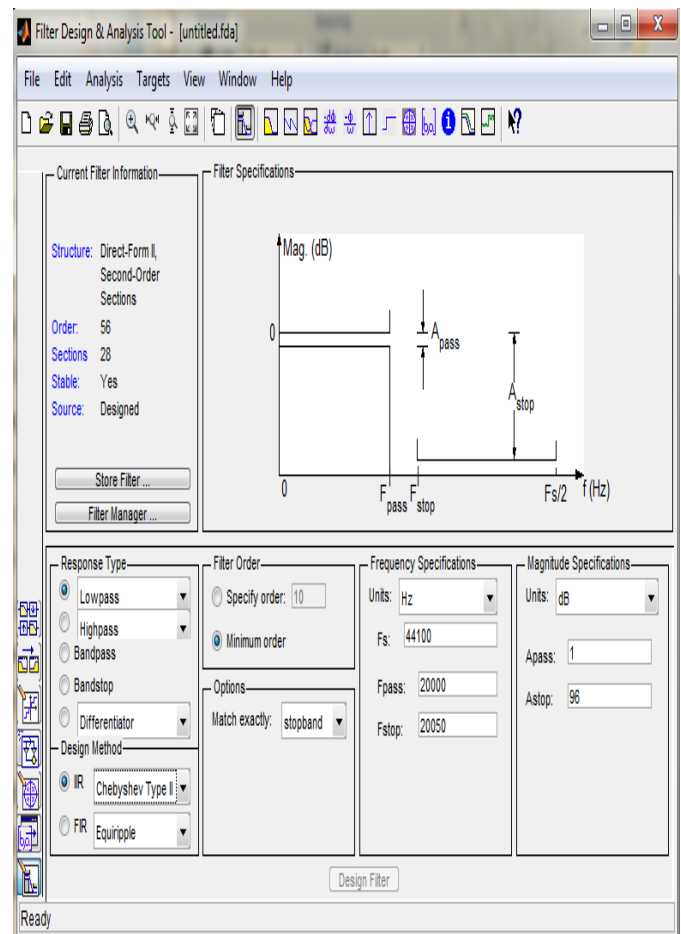 Filter Design & Analysis Tool - [untitled.fda]
File Edit Analysis Targets View Window Help
Current Filter Information
Structure: Direct-Form II,
Second-Order
Sections
Order: 56
Sections 28
Stable: Yes
Source: Designed
Store Filter ...
Filter Manager ...
Filter Specifications
Mag. (dB)
0
A pass
A stop
0 F pass F stop Fs/2 f (Hz)
Response Type
Lowpass
Highpass
Bandpass
Bandstop
Differentiator
Design Method
IIR Chebyshev Type II
FIR Equiripple
Filter Order
Specify order: 10
Minimum order
Options
Match exactly: stopband
Frequency Specifications
Units: Hz
Fs: 44100
Fpass: 20000
Fstop: 20050
Magnitude Specifications
Units: dB
Apass: 1
Astop: 96
Design Filter
Ready